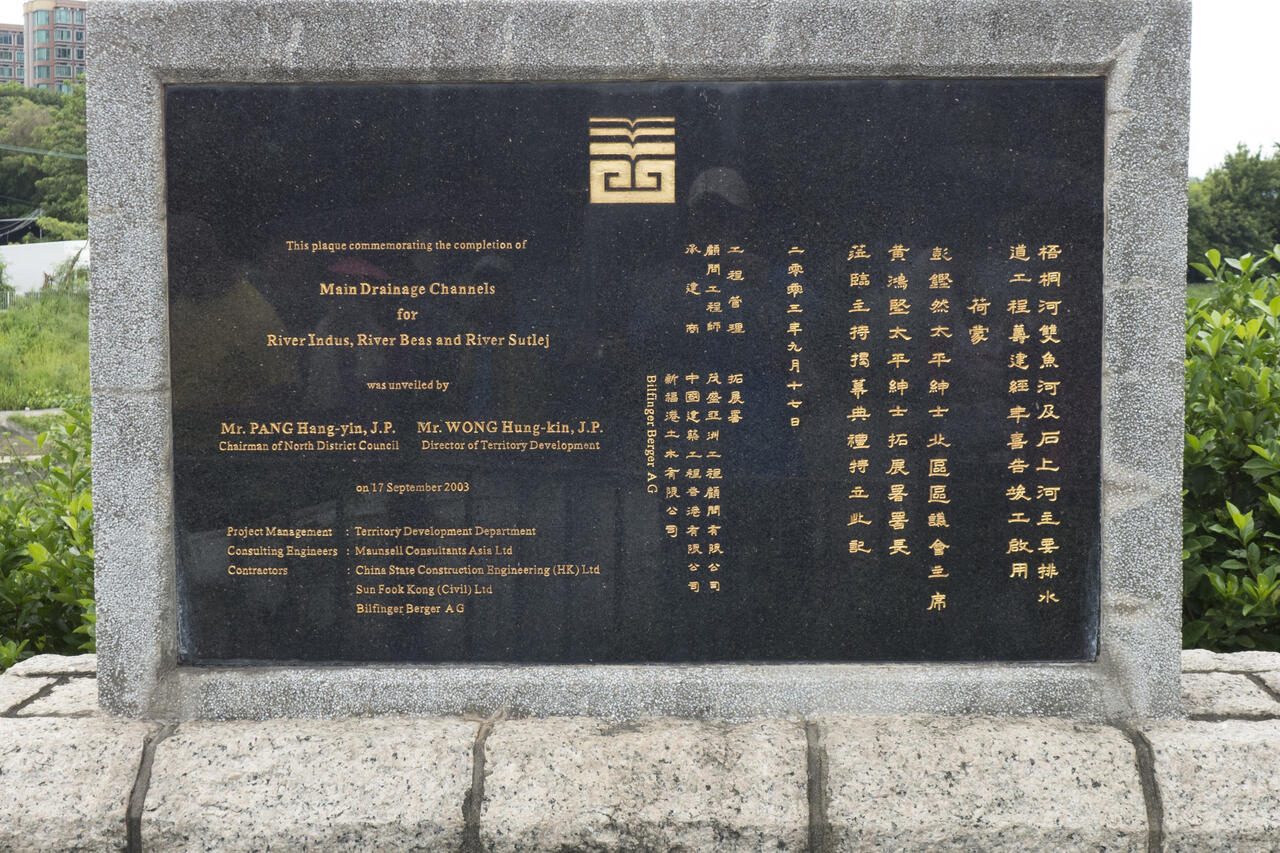 This plaque commemorating the completion of
Main Drainage Channels
for
River Indus, River Beas and River Sutlej
was unveiled by
Mr. PANG Hang-yin, J.P. Mr. WONG Hung-kin, J.P.
Chairman of North District Council Director of Territory Development
on 17 September 2003
Project Management : Territory Development Department
Consulting Engineers : Maunsell Consultants Asia Ltd
Contractors : China State Construction Engineering (HK) Ltd
Sun Fook Kong (Civil) Ltd
Bilfinger Berger AG
梧桐河雙魚河及石上河主要排水
道工程籌建經年喜告竣工啟用
荷蒙
彭鏗然太平紳士北區區議會主席
黃鴻堅太平紳士拓展署署長
蒞臨主持揭幕典禮特立此記
二零零三年九月十七日
工程管理 拓展署
顧問工程師 茂盛亞洲工程顧問有限公司
承建商 中國建築工程香港有限公司
新福港土木有限公司
Bilfinger Berger AG